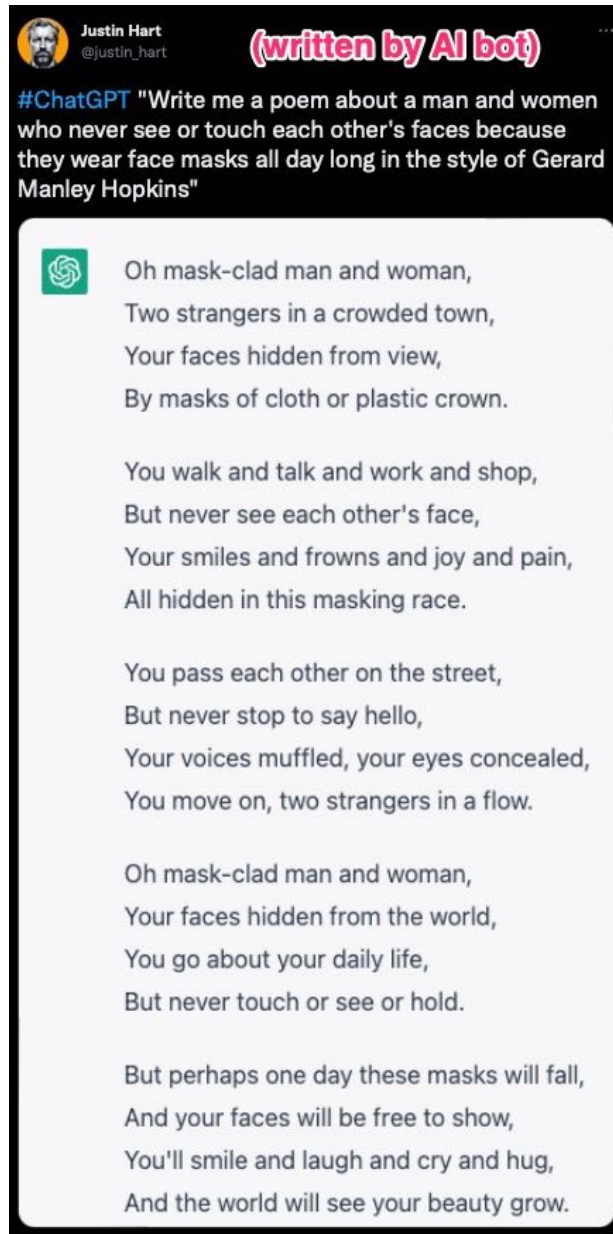 Justin Hart
(written by AI bot)
...
@justin_hart
#ChatGPT "Write me a poem about a man and women
who never see or touch each other's faces because
they wear face masks all day long in the style of Gerard
Manley Hopkins"
Oh mask-clad man and woman,
Two strangers in a crowded town,
Your faces hidden from view,
By masks of cloth or plastic crown.
You walk and talk and work and shop,
But never see each other's face,
Your smiles and frowns and joy and pain,
All hidden in this masking race.
You pass each other on the street,
But never stop to say hello,
Your voices muffled, your eyes concealed,
You move on, two strangers in a flow.
Oh mask-clad man and woman,
Your faces hidden from the world,
You go about your daily life,
But never touch or see or hold.
But perhaps one day these masks will fall,
And your faces will be free to show,
You'll smile and laugh and cry and hug,
And the world will see your beauty grow.